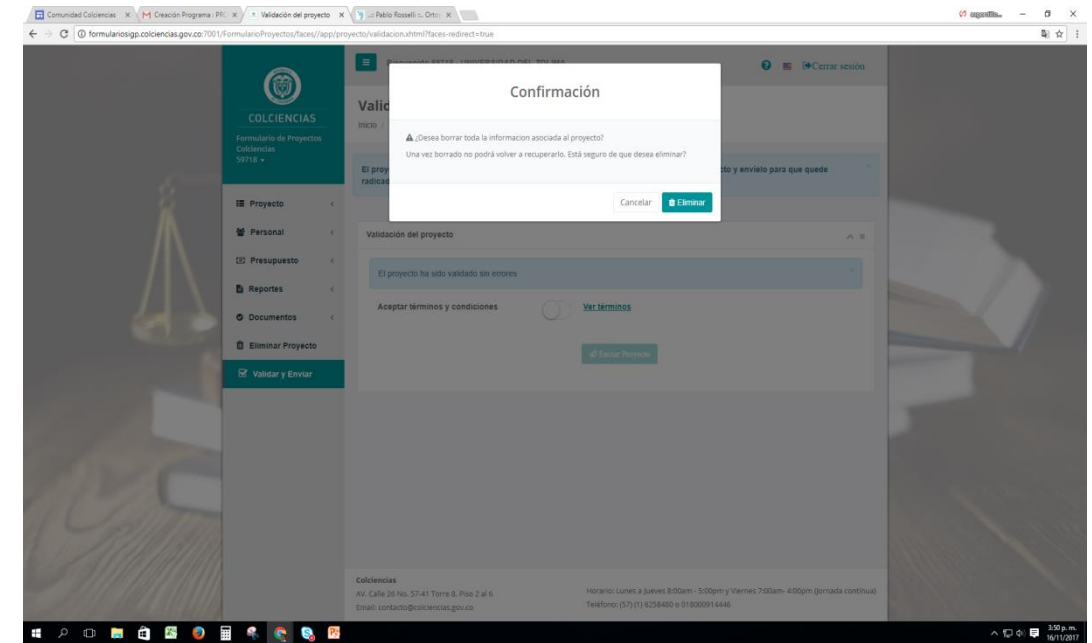 Comunidad Colciencias
Creación Programa : PRC
Validación del proyecto
.:: Pablo Rosselli ::. Orto
formulariosigp.colciencias.gov.co:7001/FormularioProyectos/faces//app/proyecto/validacion.xhtml?faces-redirect=true
COLCIENCIAS
Formulario de Proyectos
Colciencias
59718
Cerrar sesión
Valid
Inicio /
Confirmación
¿Desea borrar toda la informacion asociada al proyecto?
Una vez borrado no podrá volver a recuperarlo. Está seguro de que desea eliminar?
Cancelar
Eliminar
El proy
cto y envíelo para que quede
radicad
Proyecto
Personal
Presupuesto
Reportes
Documentos
Eliminar Proyecto
Validar y Enviar
Validación del proyecto
El proyecto ha sido validado sin errores
Aceptar términos y condiciones
Ver términos
Enviar Proyecto
Colciencias
AV. Calle 26 No. 57-41 Torre 8. Piso 2 al 6
Email: contacto@colciencias.gov.co
Horario: Lunes a Jueves 8:00am - 5:00pm y Viernes 7:00am- 4:00pm (Jornada continua)
Teléfono: (57) (1) 6258480 o 018000914446
3:50 p. m.
16/11/2017